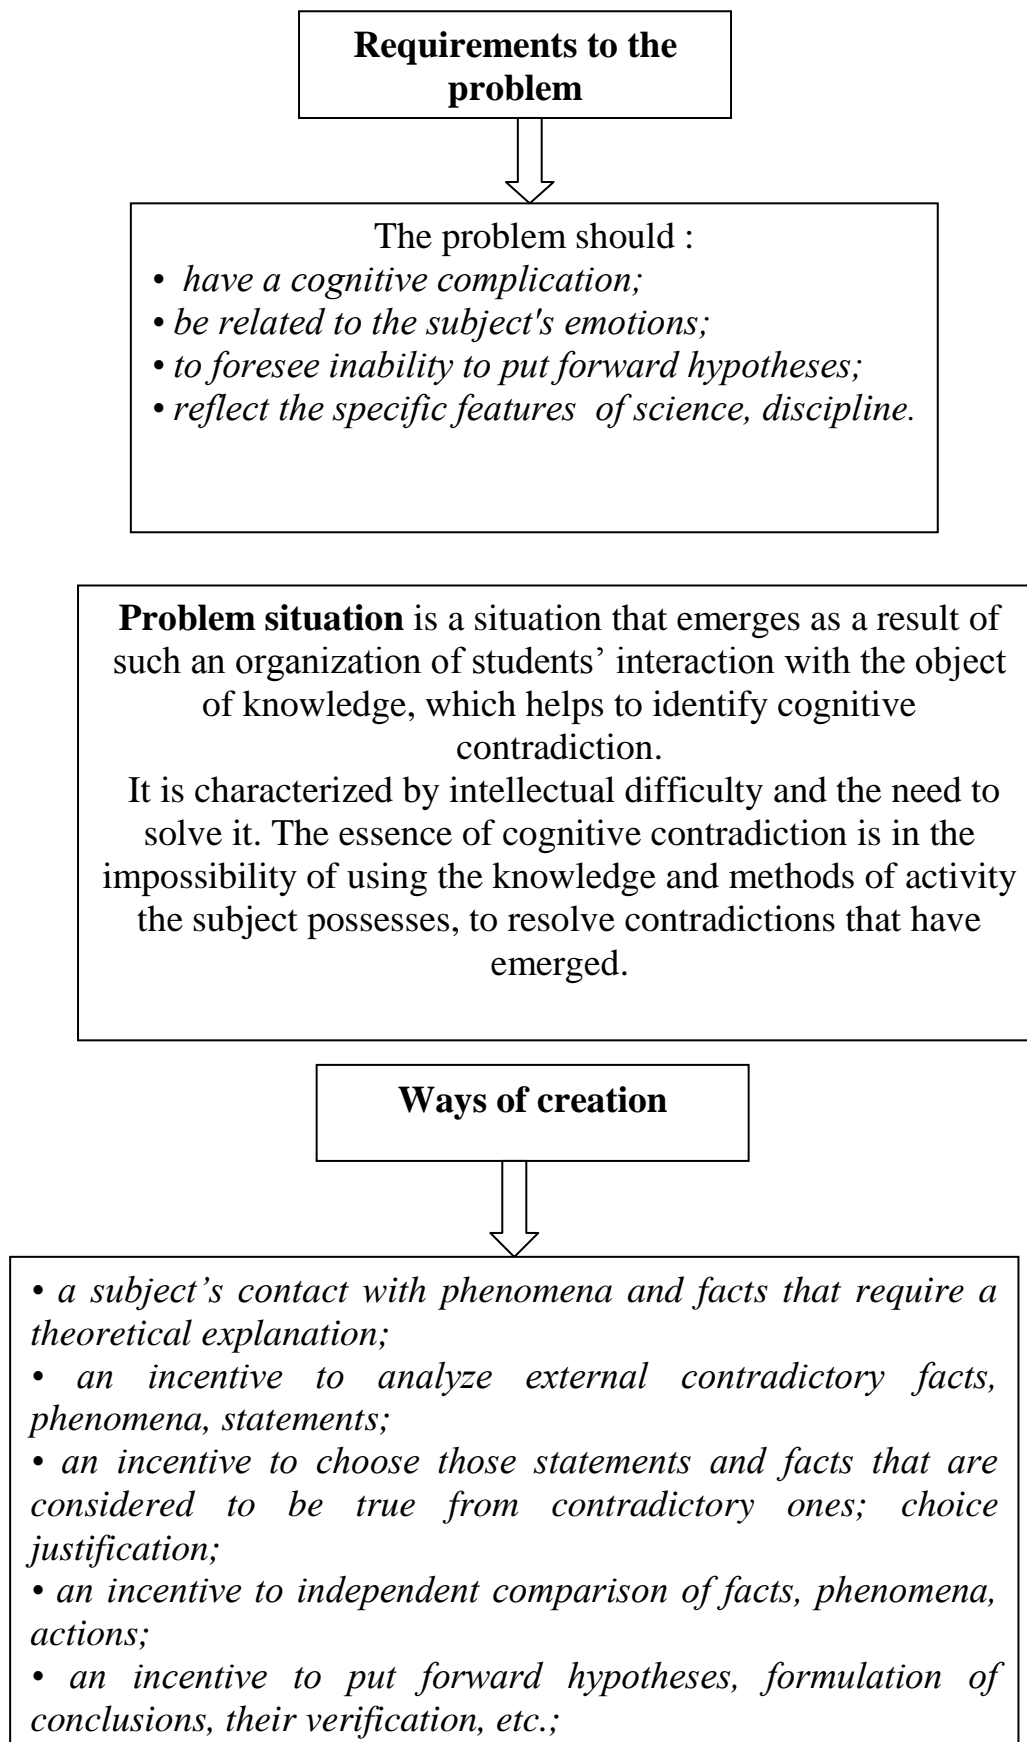 Requirements to the
problem
The problem should :
• have a cognitive complication;
• be related to the subject's emotions;
• to foresee inability to put forward hypotheses;
• reflect the specific features of science, discipline.
Problem situation is a situation that emerges as a result of
such an organization of students’ interaction with the object
of knowledge, which helps to identify cognitive
contradiction.
It is characterized by intellectual difficulty and the need to
solve it. The essence of cognitive contradiction is in the
impossibility of using the knowledge and methods of activity
the subject possesses, to resolve contradictions that have
emerged.
Ways of creation
• a subject’s contact with phenomena and facts that require a
theoretical explanation;
• an incentive to analyze external contradictory facts,
phenomena, statements;
• an incentive to choose those statements and facts that are
considered to be true from contradictory ones; choice
justification;
• an incentive to independent comparison of facts, phenomena,
actions;
• an incentive to put forward hypotheses, formulation of
conclusions, their verification, etc.;